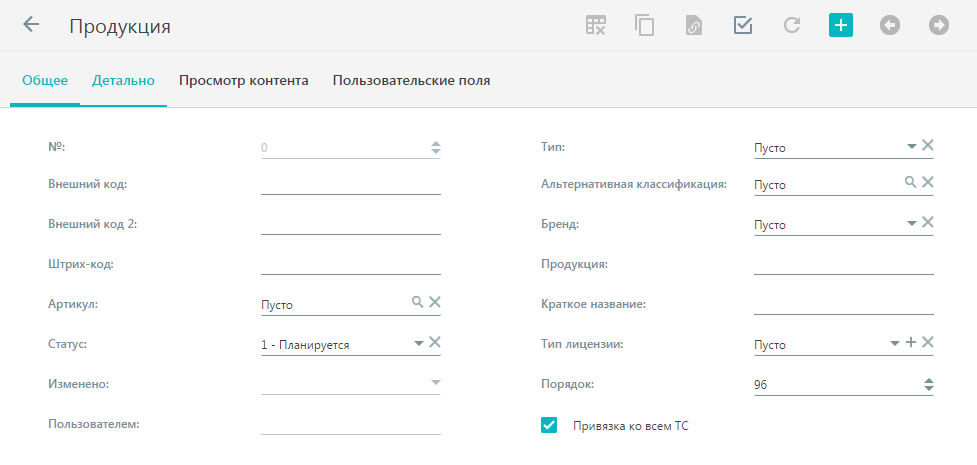 Продукция
Общее Детально Просмотр контента Пользовательские поля
№: 0 Тип: Пусто
Внешний код: Альтернативная классификация: Пусто
Внешний код 2: Бренд: Пусто
Штрих-код: Продукция:
Артикул: Пусто Краткое название:
Статус: 1 - Планируется Тип лицензии: Пусто
Изменено: Порядок: 96
Пользователем: Привязка ко всем ТС